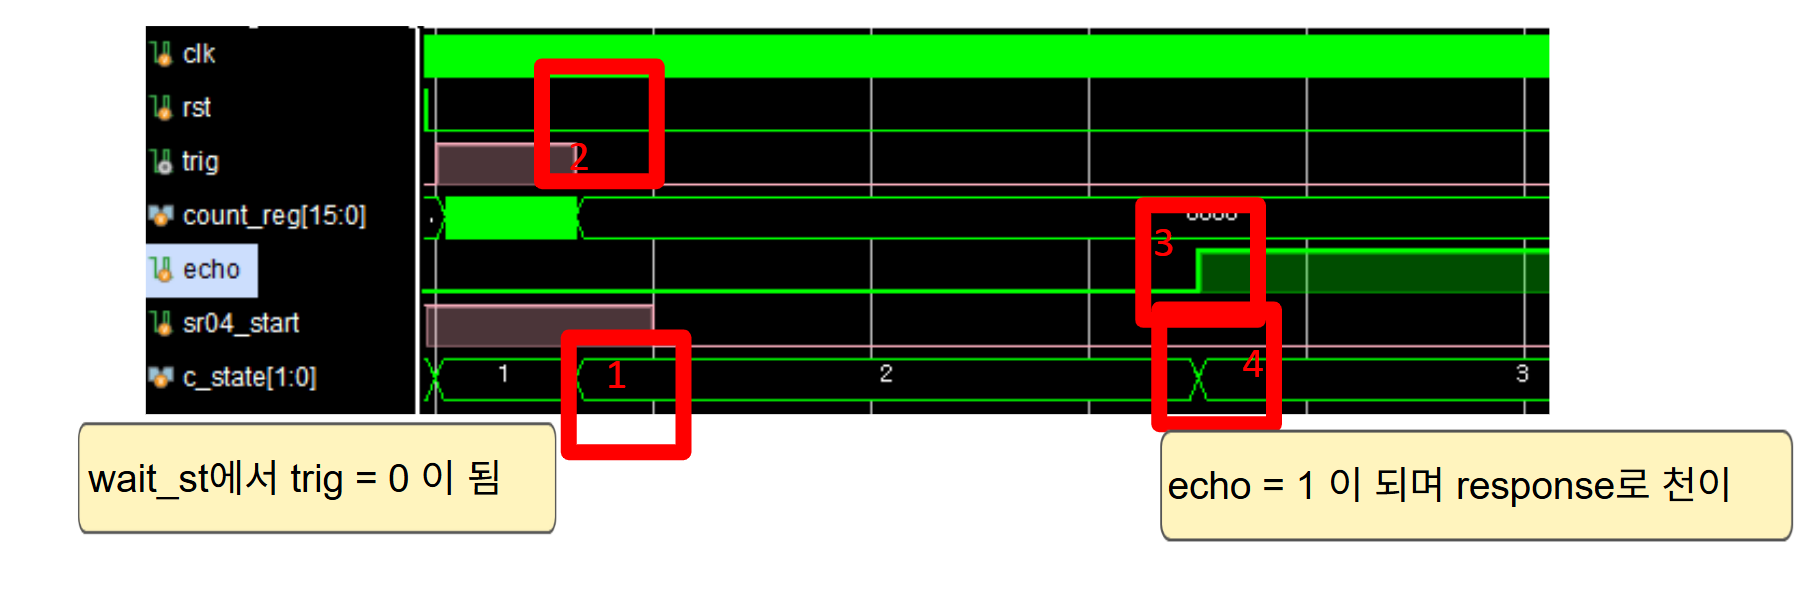 clk
rst
trig
2
count_reg[15:0]
0000
3
echo
sr04_start
c_state[1:0]
1
1
2
4
3
wait_st에서 trig = 0 이 됨
echo = 1 이 되며 response로 천이